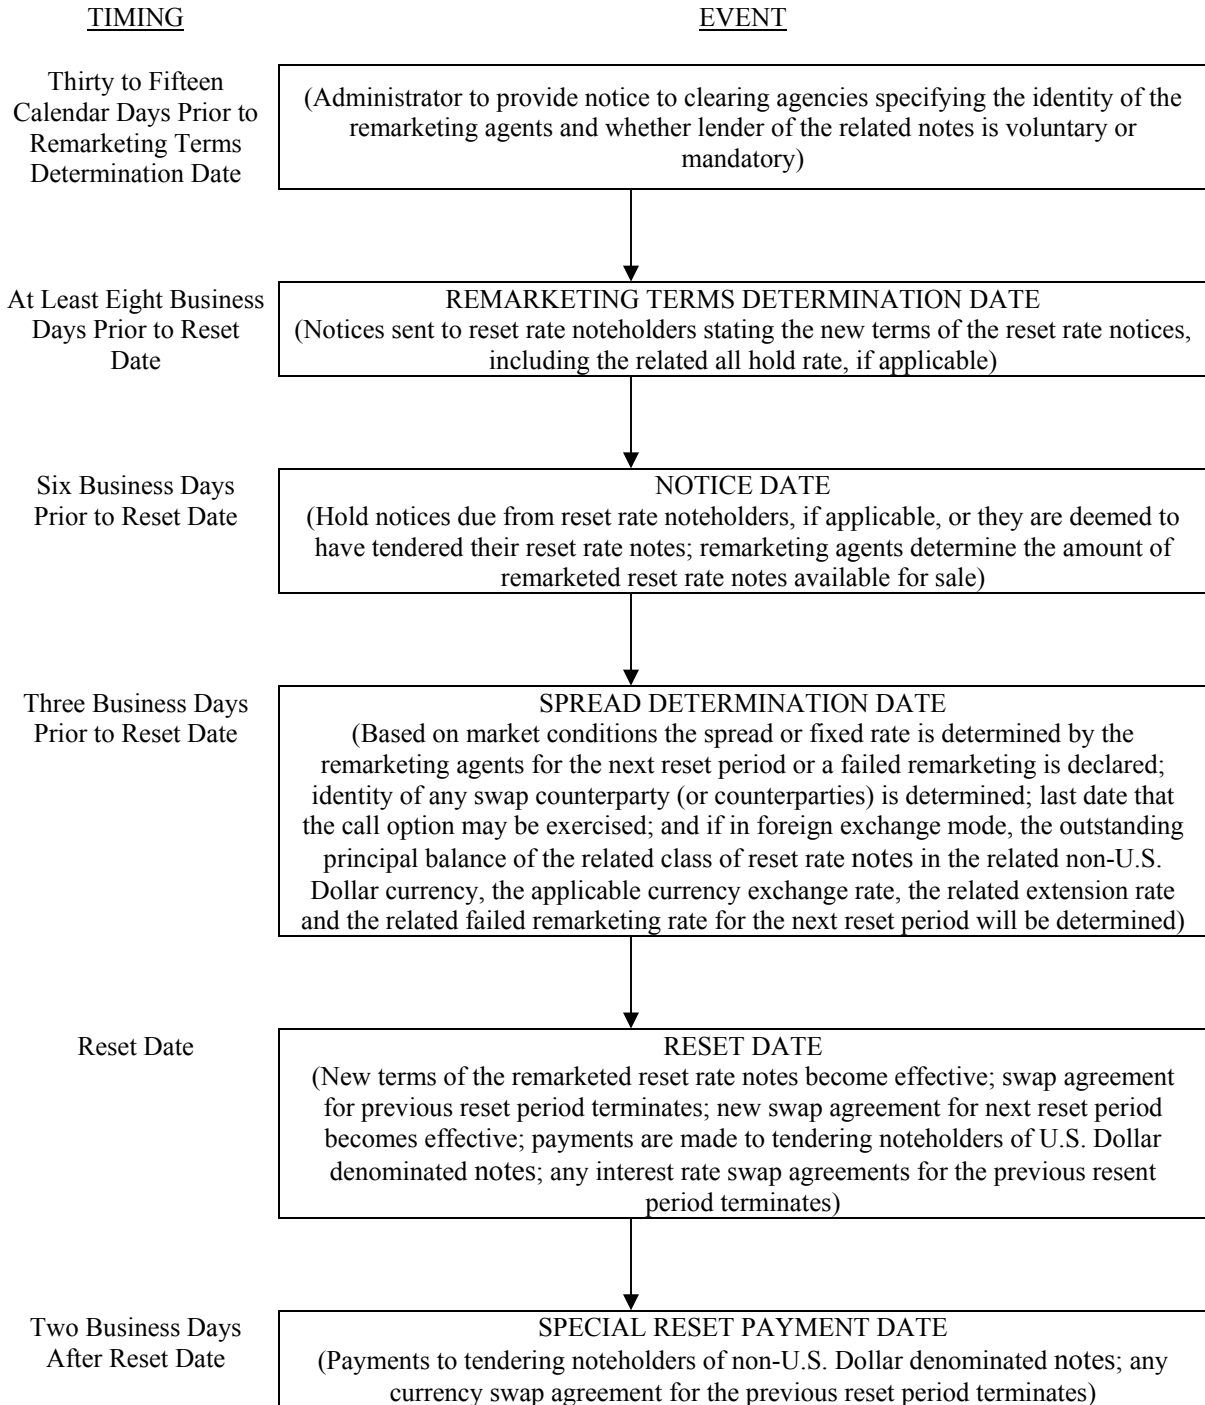 TIMING
EVENT
Thirty to Fifteen
Calendar Days Prior to
Remarketing Terms
Determination Date
(Administrator to provide notice to clearing agencies specifying the identity of the
remarketing agents and whether lender of the related notes is voluntary or
mandatory)
At Least Eight Business
Days Prior to Reset
Date
REMARKETING TERMS DETERMINATION DATE
(Notices sent to reset rate noteholders stating the new terms of the reset rate notices,
including the related all hold rate, if applicable)
Six Business Days
Prior to Reset Date
NOTICE DATE
(Hold notices due from reset rate noteholders, if applicable, or they are deemed to
have tendered their reset rate notes; remarketing agents determine the amount of
remarketed reset rate notes available for sale)
Three Business Days
Prior to Reset Date
SPREAD DETERMINATION DATE
(Based on market conditions the spread or fixed rate is determined by the
remarketing agents for the next reset period or a failed remarketing is declared;
identity of any swap counterparty (or counterparties) is determined; last date that
the call option may be exercised; and if in foreign exchange mode, the outstanding
principal balance of the related class of reset rate notes in the related non-U.S.
Dollar currency, the applicable currency exchange rate, the related extension rate
and the related failed remarketing rate for the next reset period will be determined)
Reset Date
RESET DATE
(New terms of the remarketed reset rate notes become effective; swap agreement
for previous reset period terminates; new swap agreement for next reset period
becomes effective; payments are made to tendering noteholders of U.S. Dollar
denominated notes; any interest rate swap agreements for the previous resent
period terminates)
Two Business Days
After Reset Date
SPECIAL RESET PAYMENT DATE
(Payments to tendering noteholders of non-U.S. Dollar denominated notes; any
currency swap agreement for the previous reset period terminates)